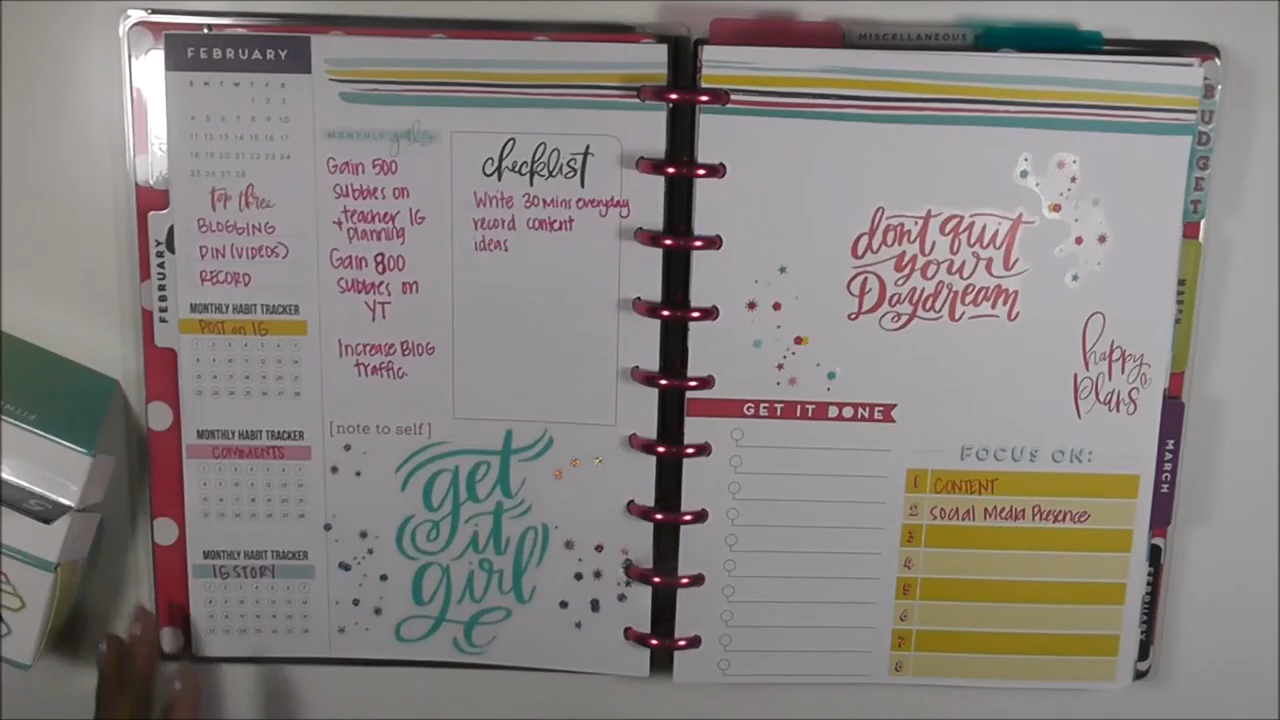 FEBRUARY
S M T W T F S
1 2 3
4 5 6 7 8 9 10
11 12 13 14 15 16 17
18 19 20 21 22 23 24
25 26 27 28
top three
BLOGGING
DIN (VIDEOS)
RECORD
MONTHLY HABIT TRACKER
POST on IG
MONTHLY HABIT TRACKER
COMMENTS
MONTHLY HABIT TRACKER
IG STORY
FEBRUARY
MONTHLY goals
Gain 500
subbies on
teacher IG
+ planning
Gain 800
Subbies on
YT
Increase Blog
traffic.
checklist
Write 30 Mins everyday
record content
ideas
[note to self]
get
it
girl
MISCELLANEOUS
BUDGET
don't quit
your
Daydream
happy
plans
GET IT DONE
FOCUS ON:
1 CONTENT
2 Social Media Presence
3
4
5
6
7
8
MARCH
FEBRUARY